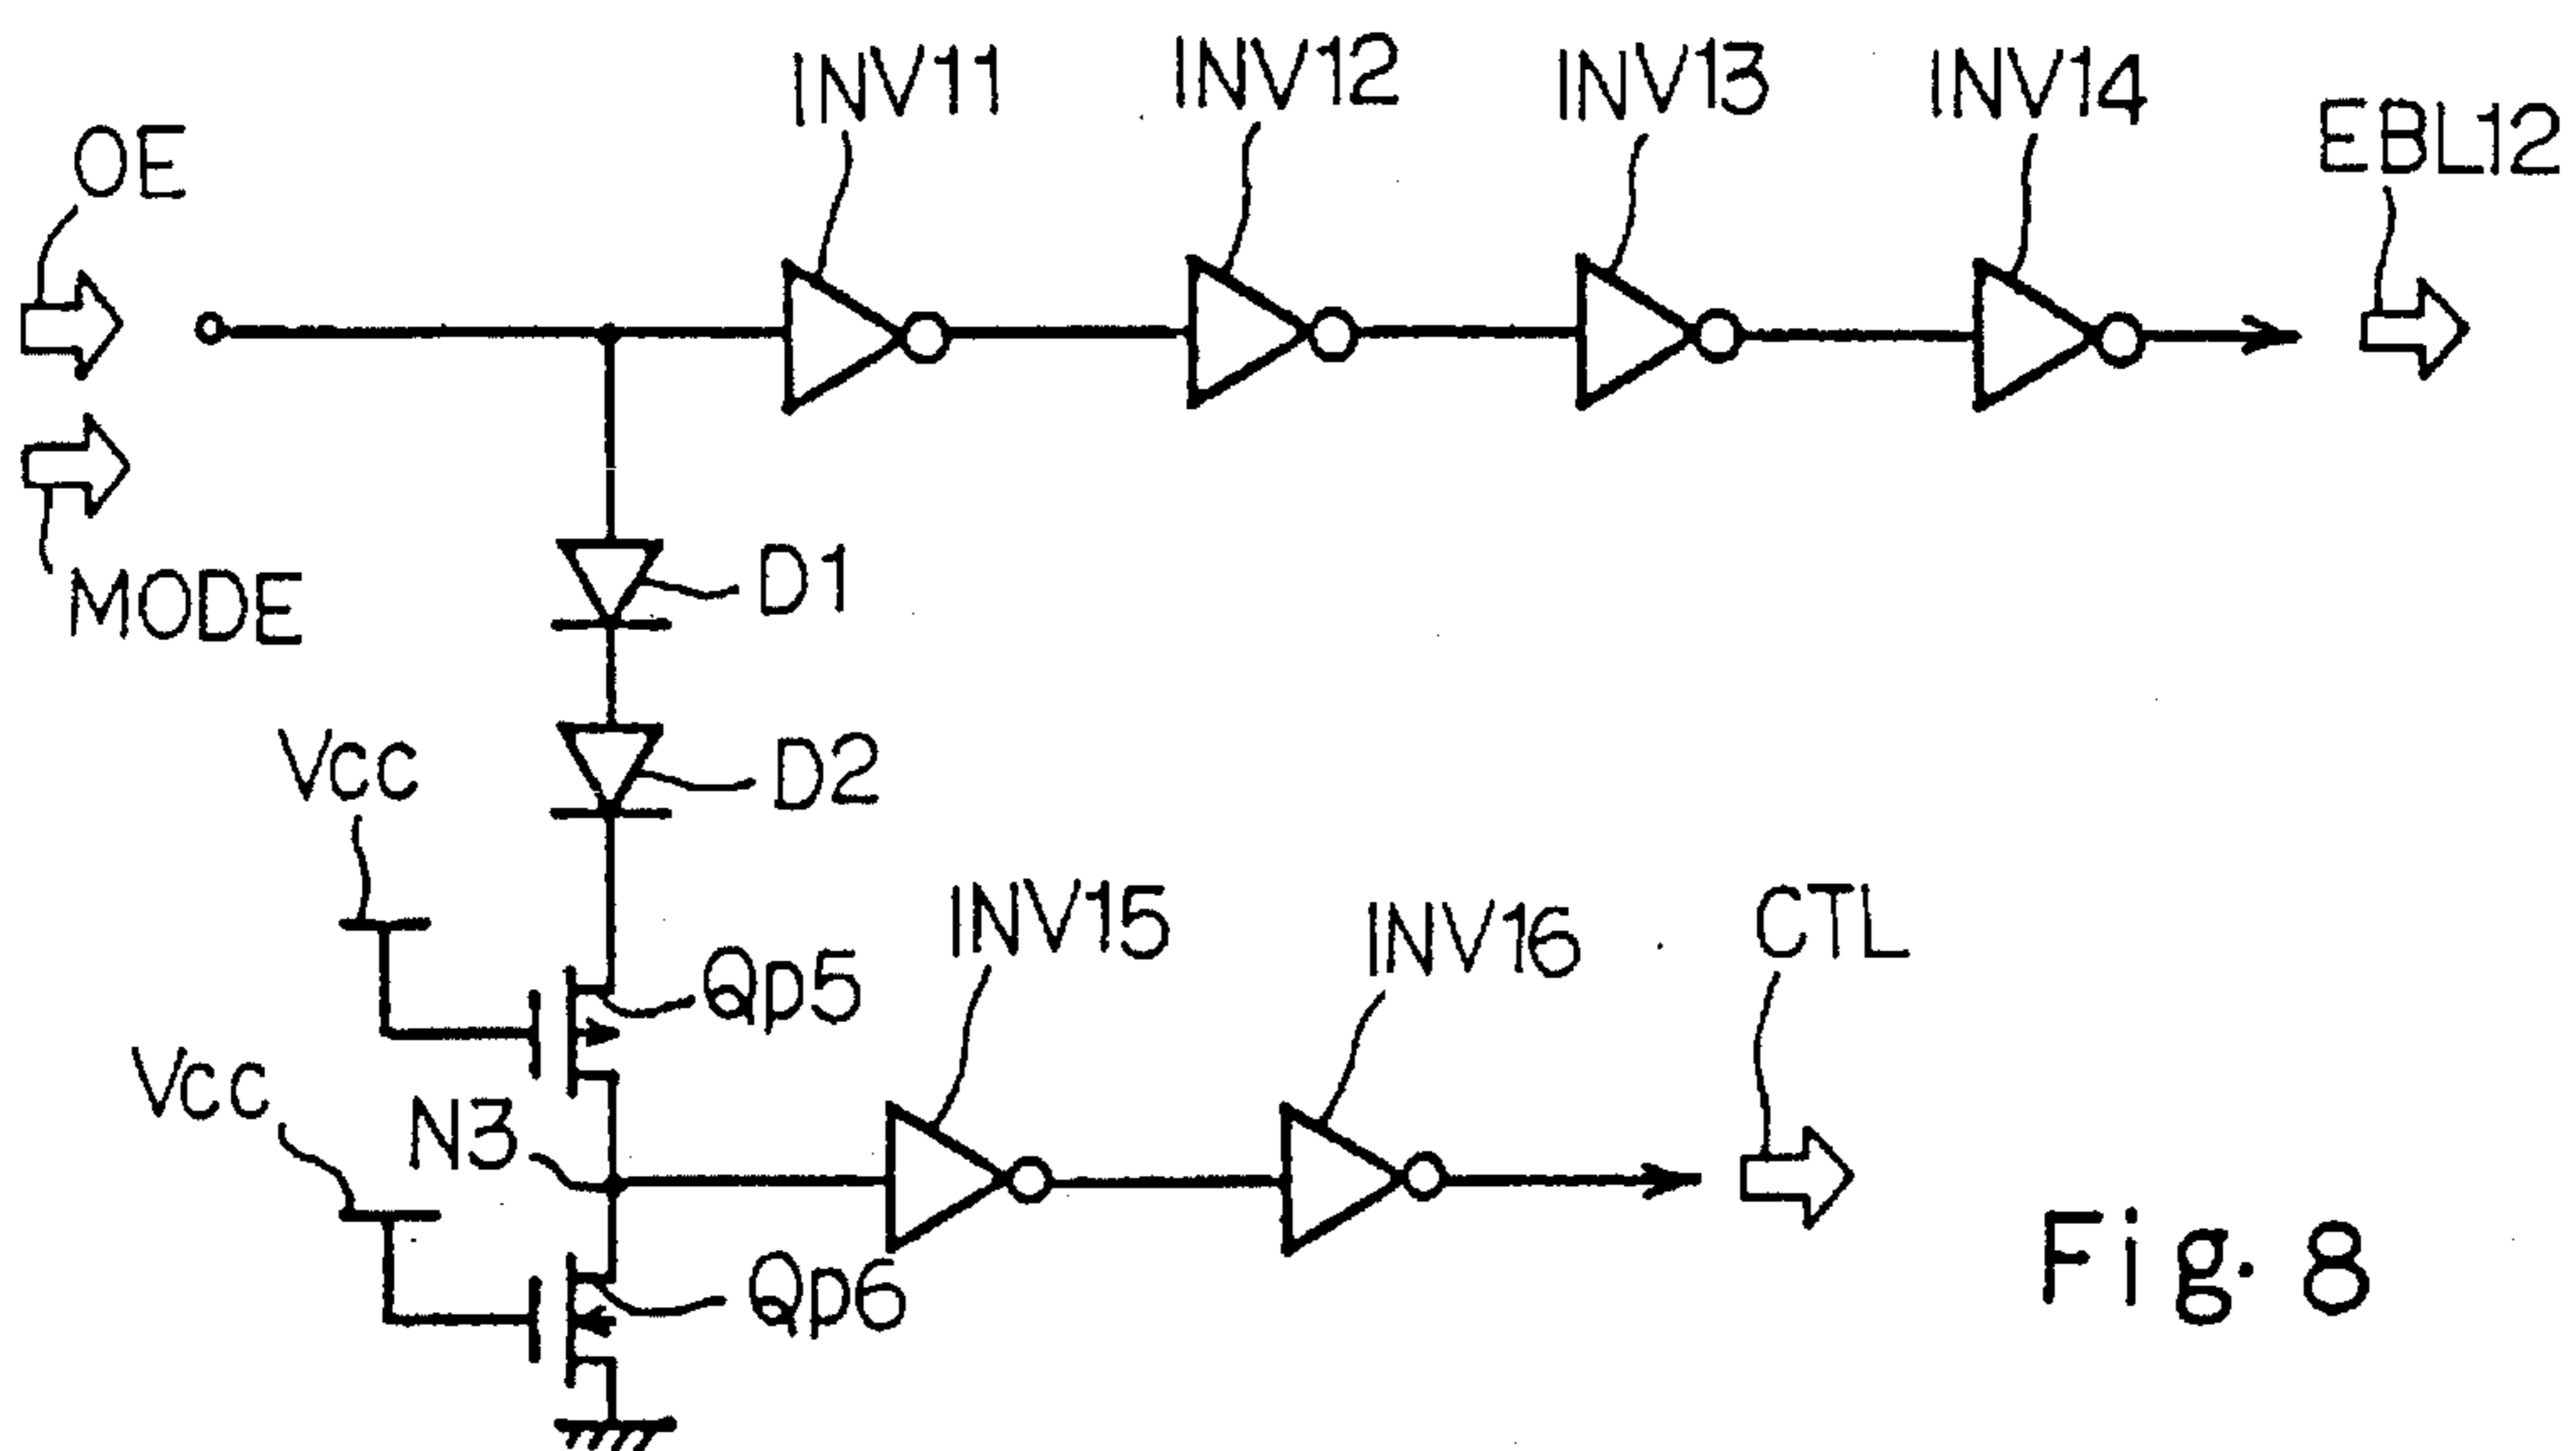 INV11
INV12
INV13
INV14
EBL12
OE
MODE
D1
D2
Vcc
Qp5
INV15
INV16
CTL
Vcc
N3
Qp6
Fig. 8